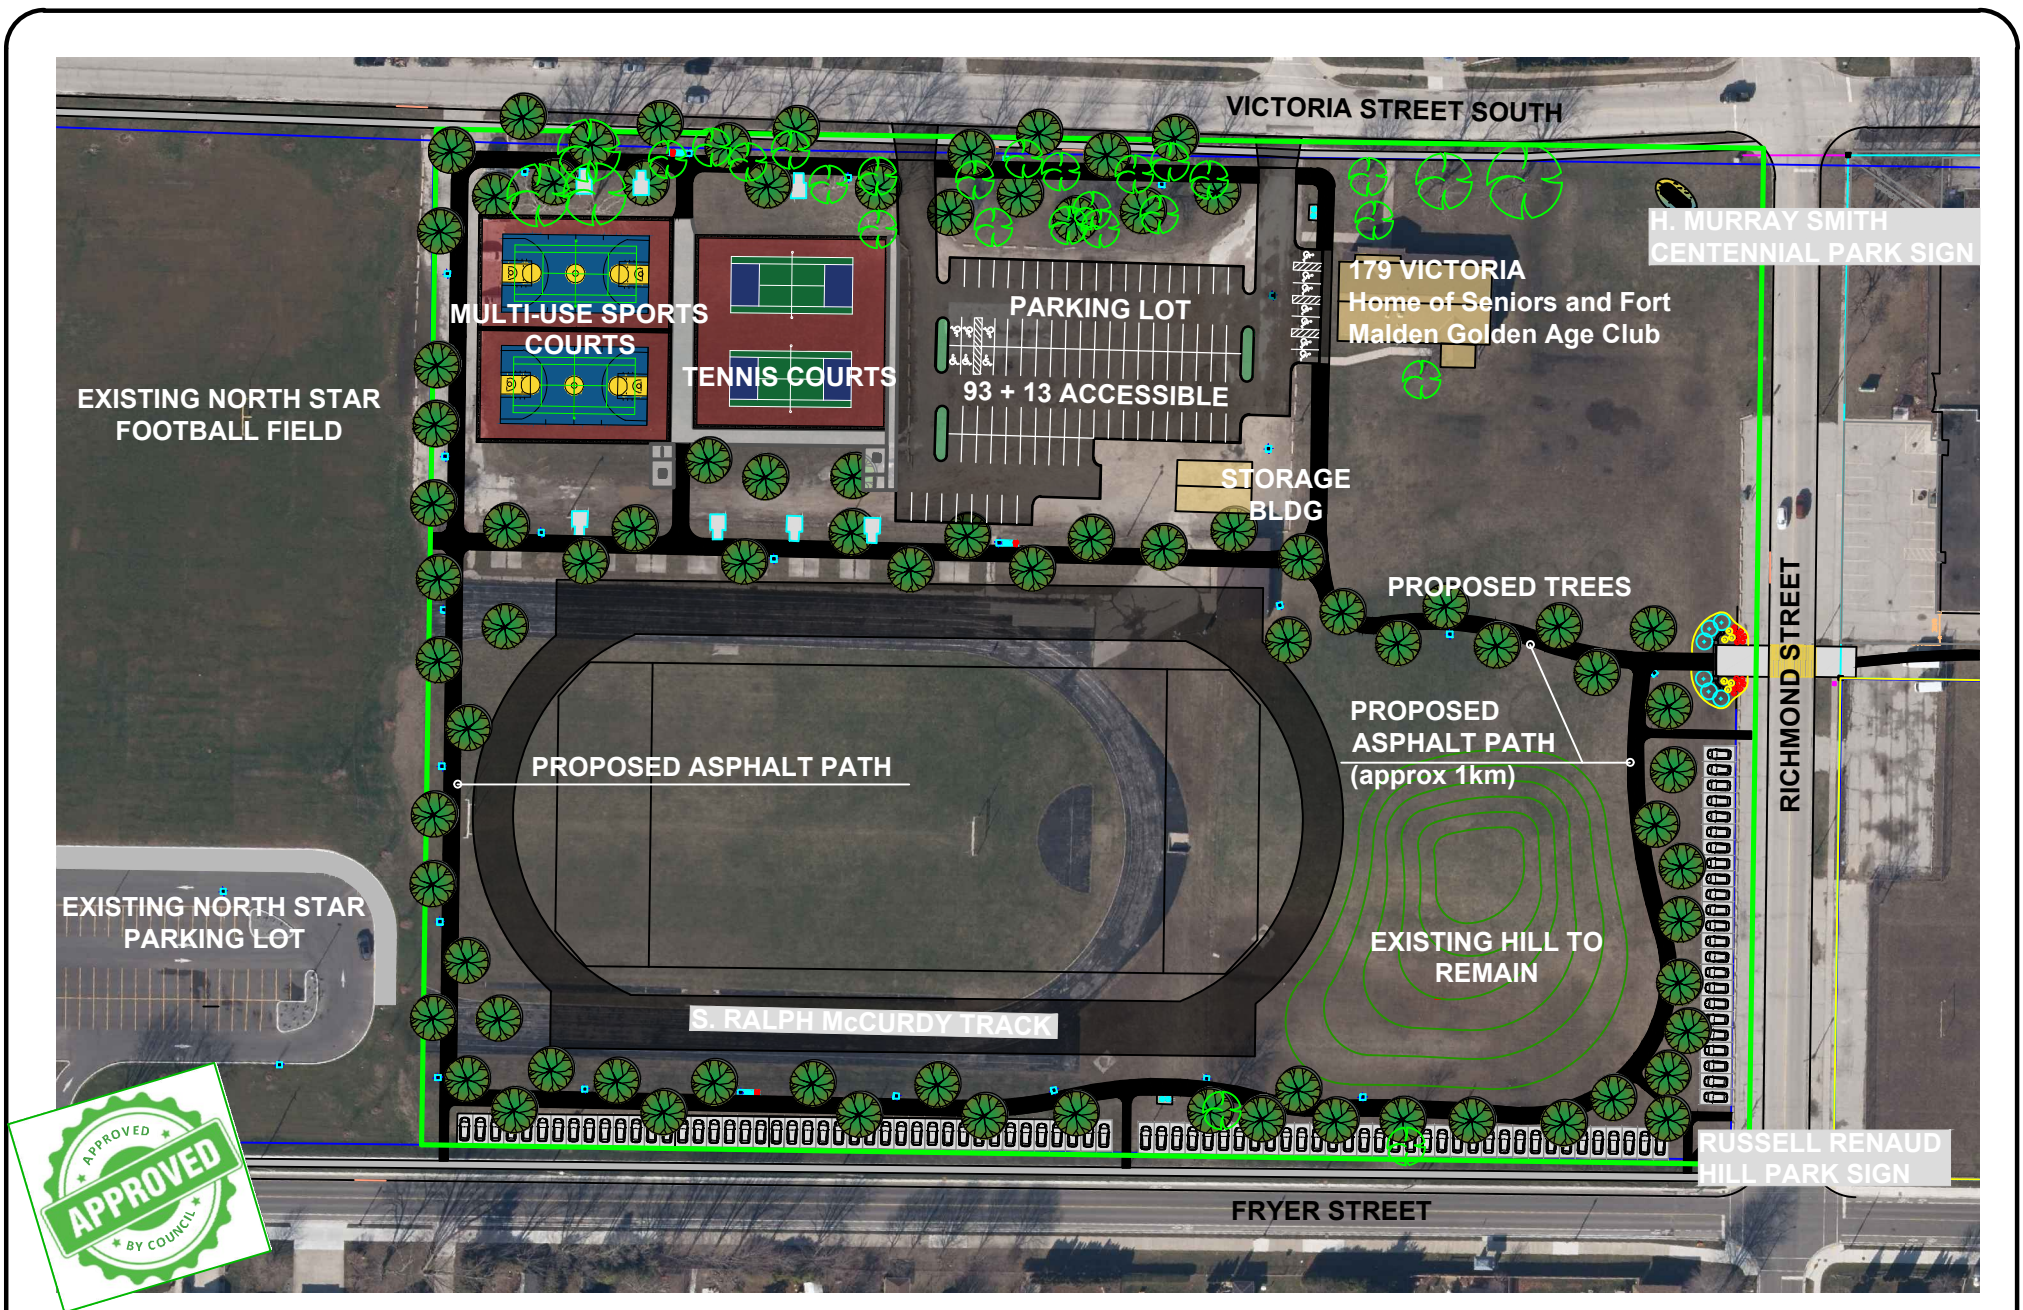 VICTORIA STREET SOUTH
H. MURRAY SMITH
CENTENNIAL PARK SIGN
179 VICTORIA
Home of Seniors and Fort
Malden Golden Age Club
PARKING LOT
93 + 13 ACCESSIBLE
MULTI-USE SPORTS
COURTS
TENNIS COURTS
EXISTING NORTH STAR
FOOTBALL FIELD
STORAGE
BLDG
PROPOSED TREES
RICHMOND STREET
PROPOSED
ASPHALT PATH
(approx 1km)
PROPOSED ASPHALT PATH
EXISTING NORTH STAR
PARKING LOT
EXISTING HILL TO
REMAIN
S. RALPH McCURDY TRACK
RUSSELL RENAUD
HILL PARK SIGN
FRYER STREET
APPROVED
APPROVED
BY COUNCIL